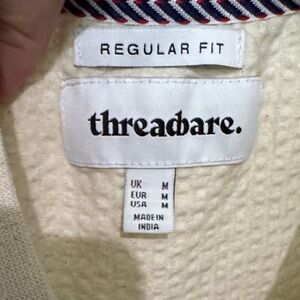 REGULAR FIT
threadbare.
UK M
EUR M
USA M
MADE IN
INDIA